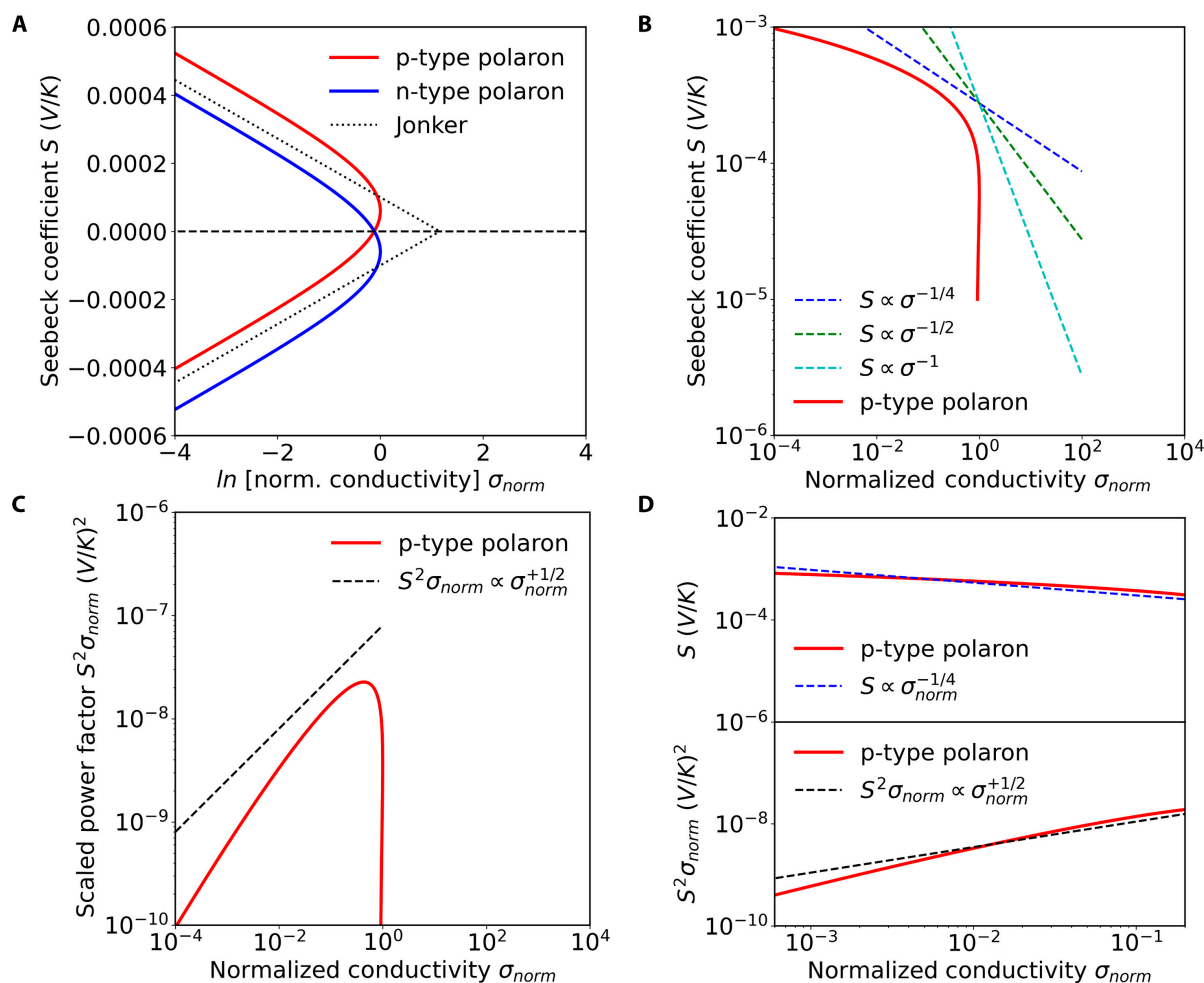 A
0.0006
0.0004
0.0002
0.0000
−0.0002
−0.0004
−0.0006
Seebeck coefficient S (V/K)
p-type polaron
n-type polaron
Jonker
−4
−2
0
2
4
ln [norm. conductivity] σnorm
B
10−3
10−4
10−5
10−6
Seebeck coefficient S (V/K)
S ∝ σ−1/4
S ∝ σ−1/2
S ∝ σ−1
p-type polaron
10−4
10−2
100
102
104
Normalized conductivity σnorm
C
10−6
10−7
10−8
10−9
10−10
Scaled power factor S2σnorm (V/K)2
p-type polaron
S2σnorm ∝ σnorm+1/2
10−4
10−2
100
102
104
Normalized conductivity σnorm
D
10−2
10−4
10−6
S (V/K)
p-type polaron
S ∝ σnorm−1/4
10−8
10−10
S2σnorm (V/K)2
p-type polaron
S2σnorm ∝ σnorm+1/2
10−3
10−2
10−1
Normalized conductivity σnorm